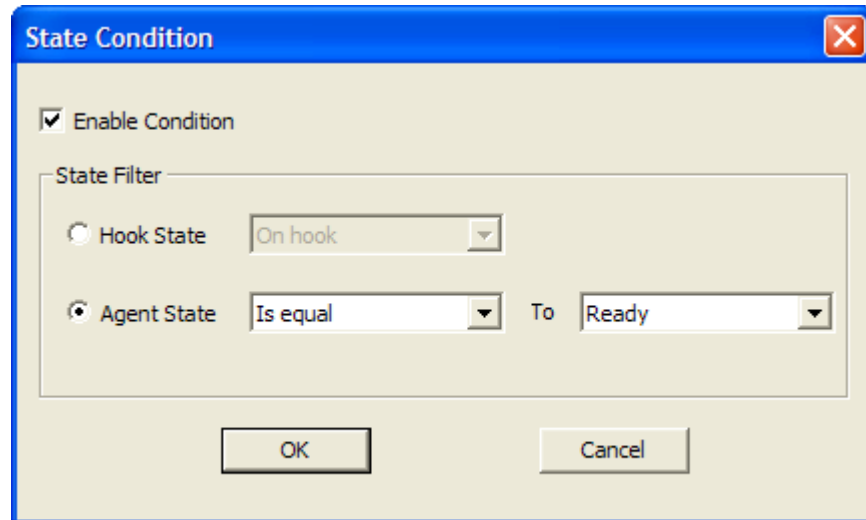 State Condition
Enable Condition
State Filter
Hook State On hook
Agent State Is equal To Ready
OK Cancel